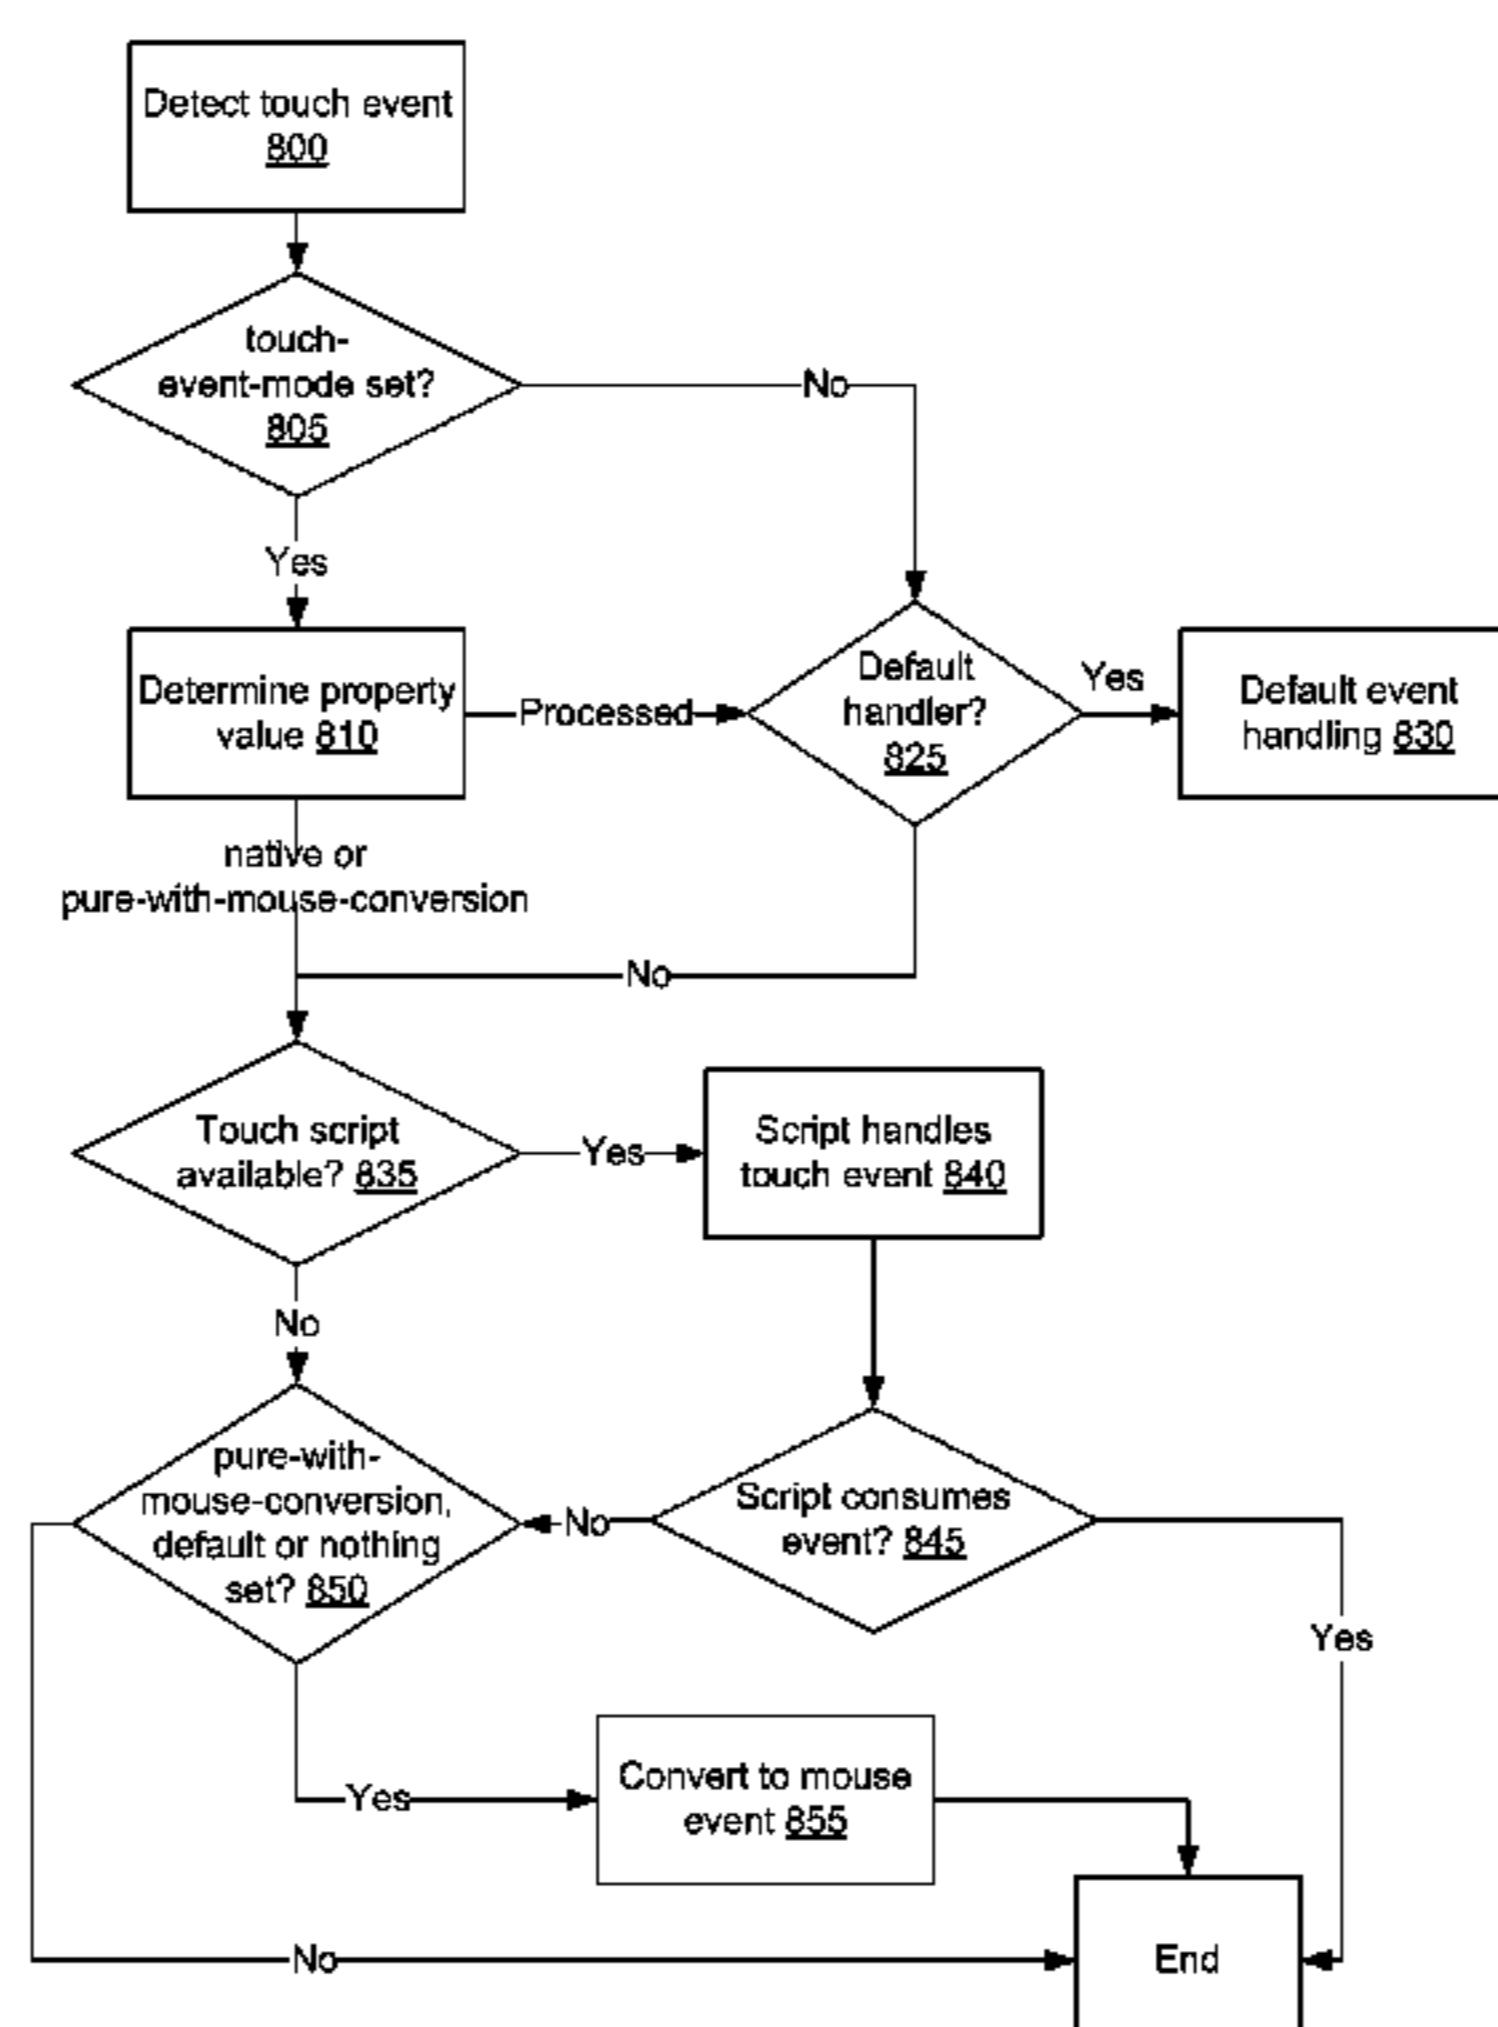 Detect touch event
800
touch-
event-mode set?
805
No
Yes
Determine property
value 810
Processed
Default
handler?
825
Yes
Default event
handling 830
native or
pure-with-mouse-conversion
No
Touch script
available? 835
Yes
Script handles
touch event 840
No
pure-with-
mouse-conversion,
default or nothing
set? 850
No
Script consumes
event? 845
Yes
Yes
Convert to mouse
event 855
No
End